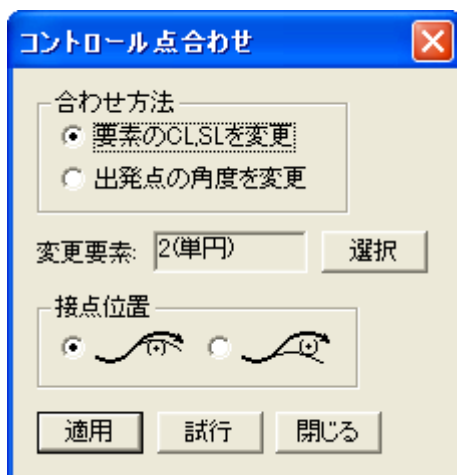 コントロール点合わせ
合わせ方法
要素のCL,SLを変更
出発点の角度を変更
変更要素: 2(単円) 選択
接点位置
適用 試行 閉じる